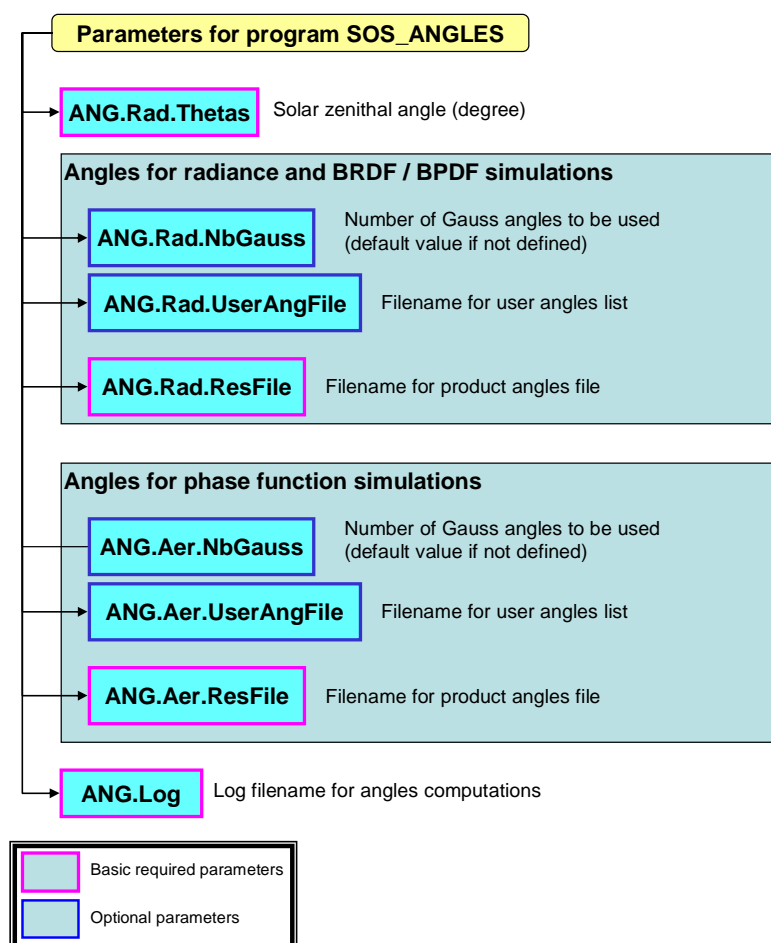 Parameters for program SOS_ANGLES
ANG.Rad.Thetas
Solar zenithal angle (degree)
Angles for radiance and BRDF / BPDF simulations
ANG.Rad.NbGauss
Number of Gauss angles to be used
(default value if not defined)
ANG.Rad.UserAngFile
Filename for user angles list
ANG.Rad.ResFile
Filename for product angles file
Angles for phase function simulations
ANG.Aer.NbGauss
Number of Gauss angles to be used
(default value if not defined)
ANG.Aer.UserAngFile
Filename for user angles list
ANG.Aer.ResFile
Filename for product angles file
ANG.Log
Log filename for angles computations
Basic required parameters
Optional parameters